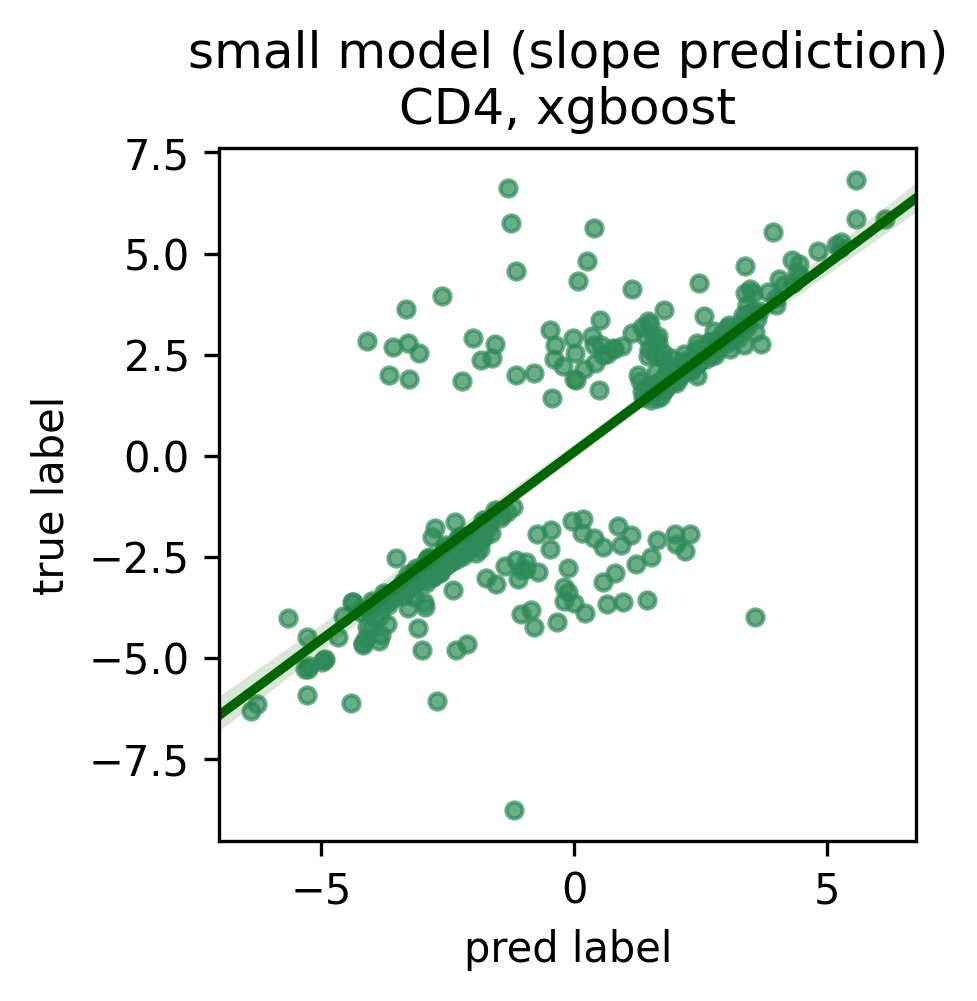 small model (slope prediction)
CD4, xgboost
7.5
5.0
2.5
0.0
−2.5
−5.0
−7.5
true label
−5
0
5
pred label